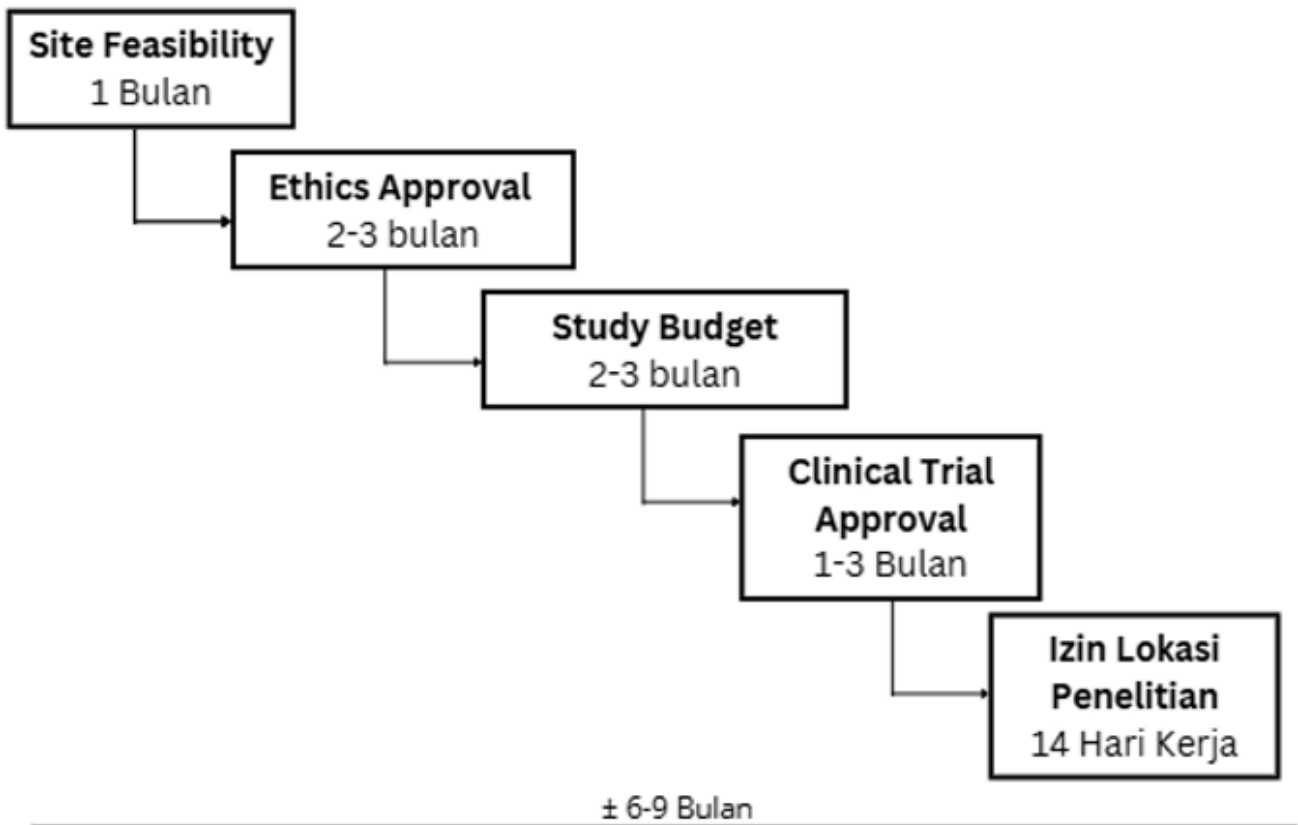 Site Feasibility
1 Bulan
Ethics Approval
2-3 bulan
Study Budget
2-3 bulan
Clinical Trial
Approval
1-3 Bulan
Izin Lokasi
Penelitian
14 Hari Kerja
± 6-9 Bulan